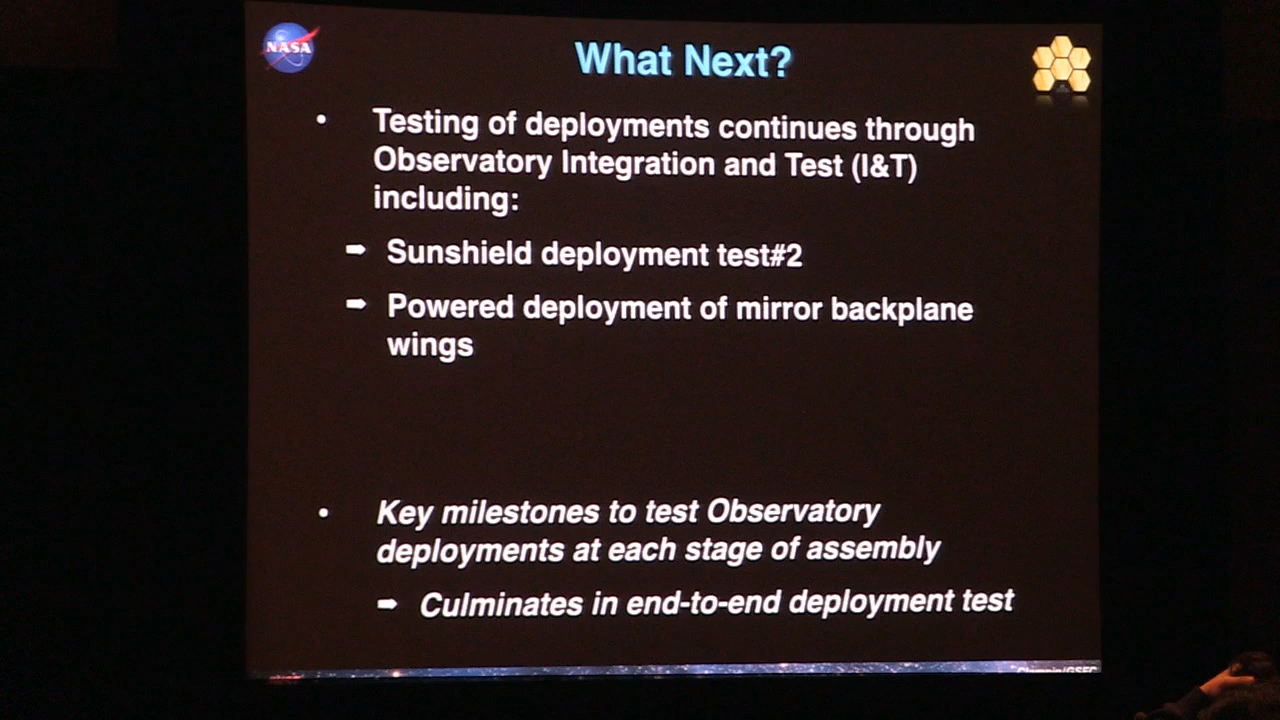 NASA
What Next?
• Testing of deployments continues through
Observatory Integration and Test (I&T)
including:
➡ Sunshield deployment test#2
➡ Powered deployment of mirror backplane
wings
• Key milestones to test Observatory
deployments at each stage of assembly
➡ Culminates in end-to-end deployment test
Clampin/GSFC